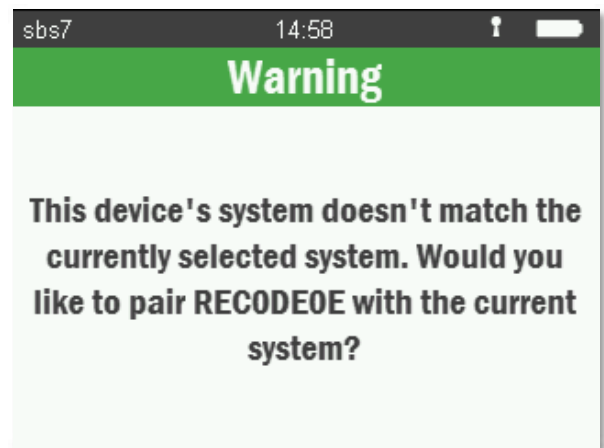 sbs7 14:58
Warning
This device's system doesn't match the
currently selected system. Would you
like to pair REC0DE0E with the current
system?